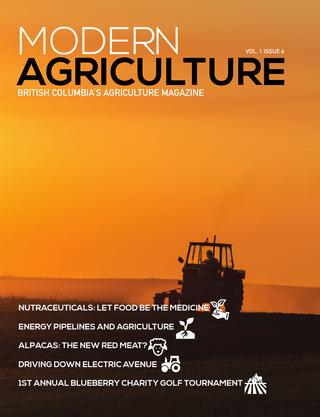 MODERN
VOL. 1 ISSUE 4
AGRICULTURE
BRITISH COLUMBIA'S AGRICULTURE MAGAZINE
NUTRACEUTICALS: LET FOOD BE THE MEDICINE
ENERGY PIPELINES AND AGRICULTURE
ALPACAS: THE NEW RED MEAT?
DRIVING DOWN ELECTRIC AVENUE
1ST ANNUAL BLUEBERRY CHARITY GOLF TOURNAMENT